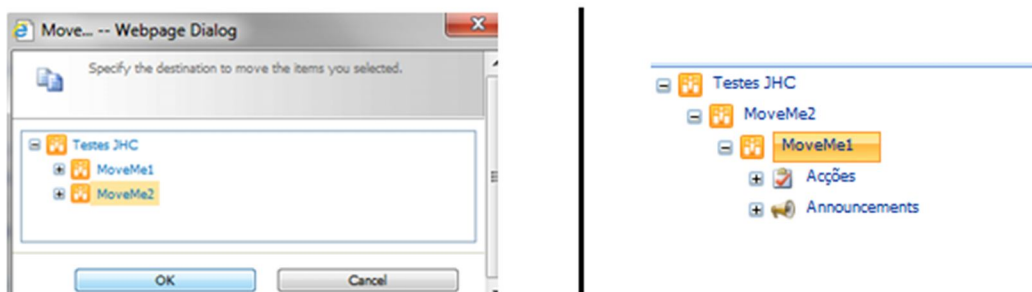 Move... -- Webpage Dialog
Specify the destination to move the items you selected.
Testes JHC
MoveMe1
MoveMe2
OK Cancel
Testes JHC
MoveMe2
MoveMe1
Acções
Announcements